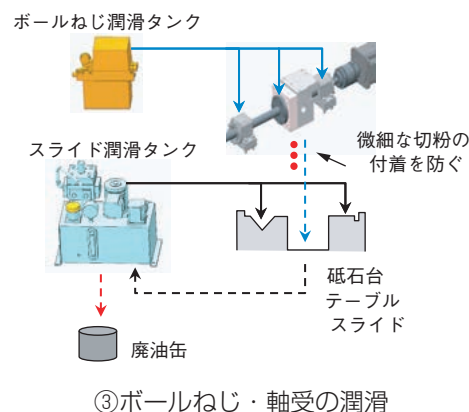 ボールねじ潤滑タンク
微細な切粉の
付着を防ぐ
スライド潤滑タンク
砥石台
テーブル
スライド
廃油缶
③ボールねじ・軸受の潤滑